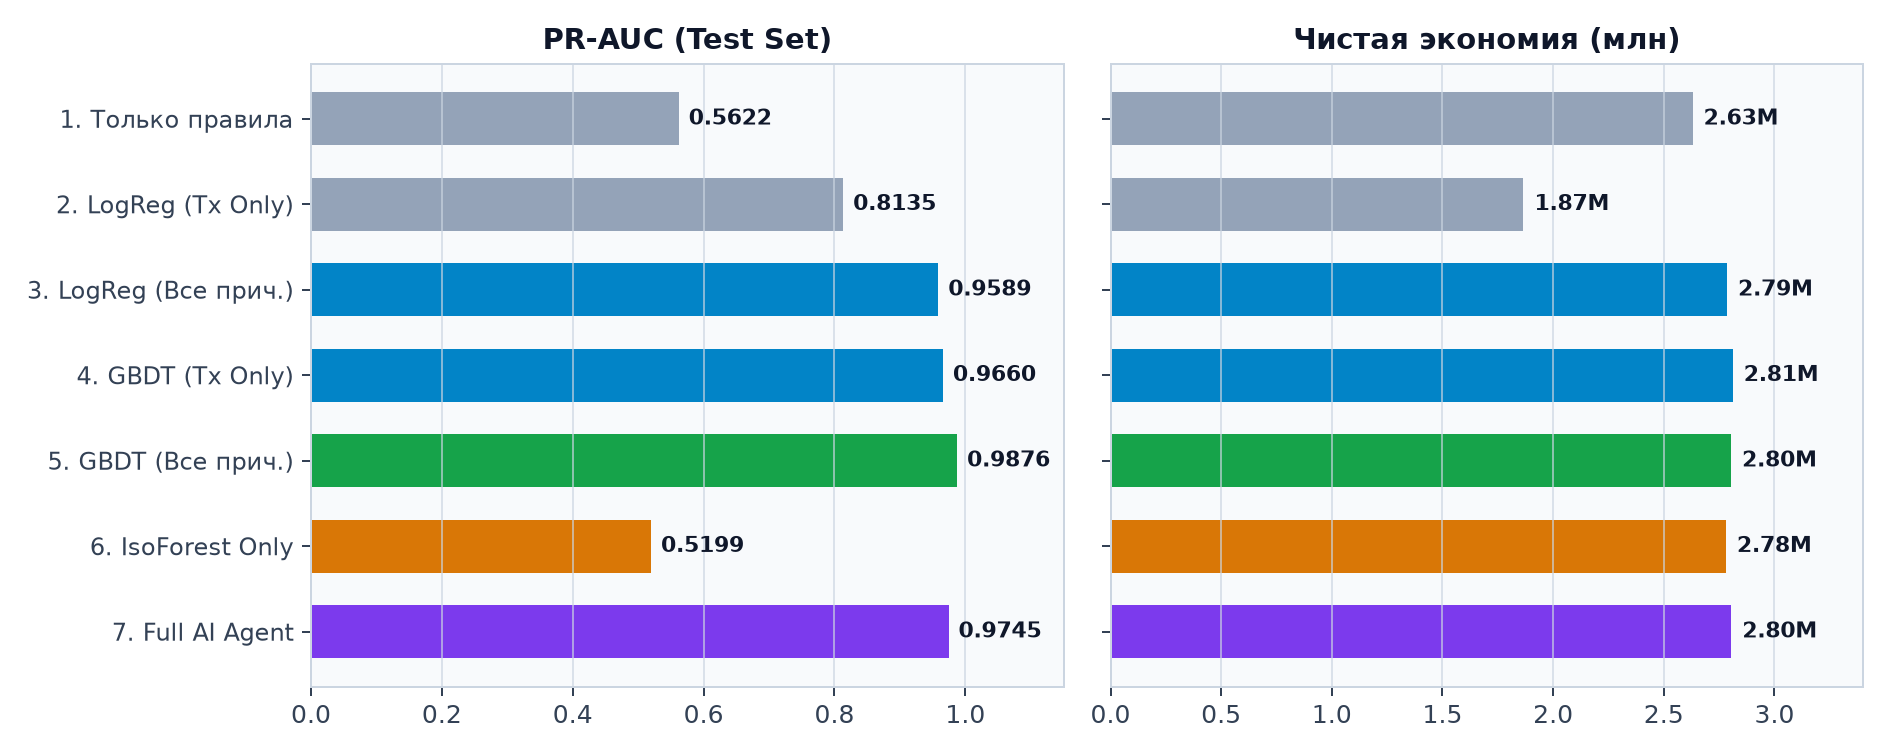 PR-AUC (Test Set)
1. Только правила
0.5622
2. LogReg (Tx Only)
0.8135
3. LogReg (Все прич.)
0.9589
4. GBDT (Tx Only)
0.9660
5. GBDT (Все прич.)
0.9876
6. IsoForest Only
0.5199
7. Full AI Agent
0.9745
0.0 0.2 0.4 0.6 0.8 1.0
Чистая экономия (млн)
2.63M
1.87M
2.79M
2.81M
2.80M
2.78M
2.80M
0.0 0.5 1.0 1.5 2.0 2.5 3.0